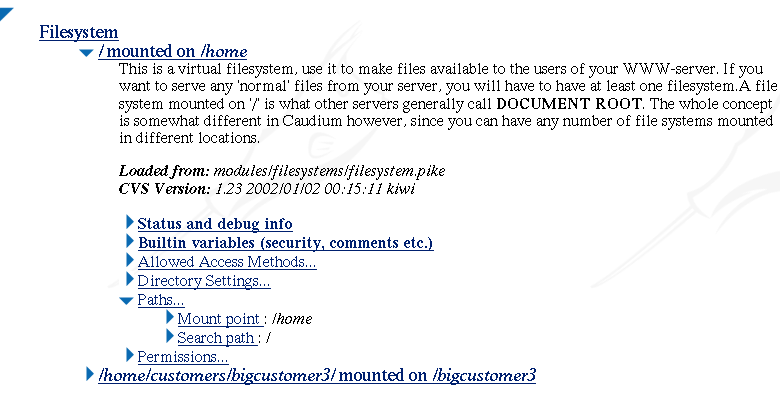 Filesystem
/ mounted on /home
This is a virtual filesystem, use it to make files available to the users of your WWW-server. If you
want to serve any 'normal' files from your server, you will have to have at least one filesystem.A file
system mounted on '/' is what other servers generally call DOCUMENT ROOT. The whole concept
is somewhat different in Caudium however, since you can have any number of file systems mounted
in different locations.
Loaded from: modules/filesystems/filesystem.pike
CVS Version: 1.23 2002/01/02 00:15:11 kiwi
Status and debug info
Builtin variables (security, comments etc.)
Allowed Access Methods...
Directory Settings...
Paths...
Mount point : /home
Search path : /
Permissions...
/home/customers/bigcustomer3/ mounted on /bigcustomer3